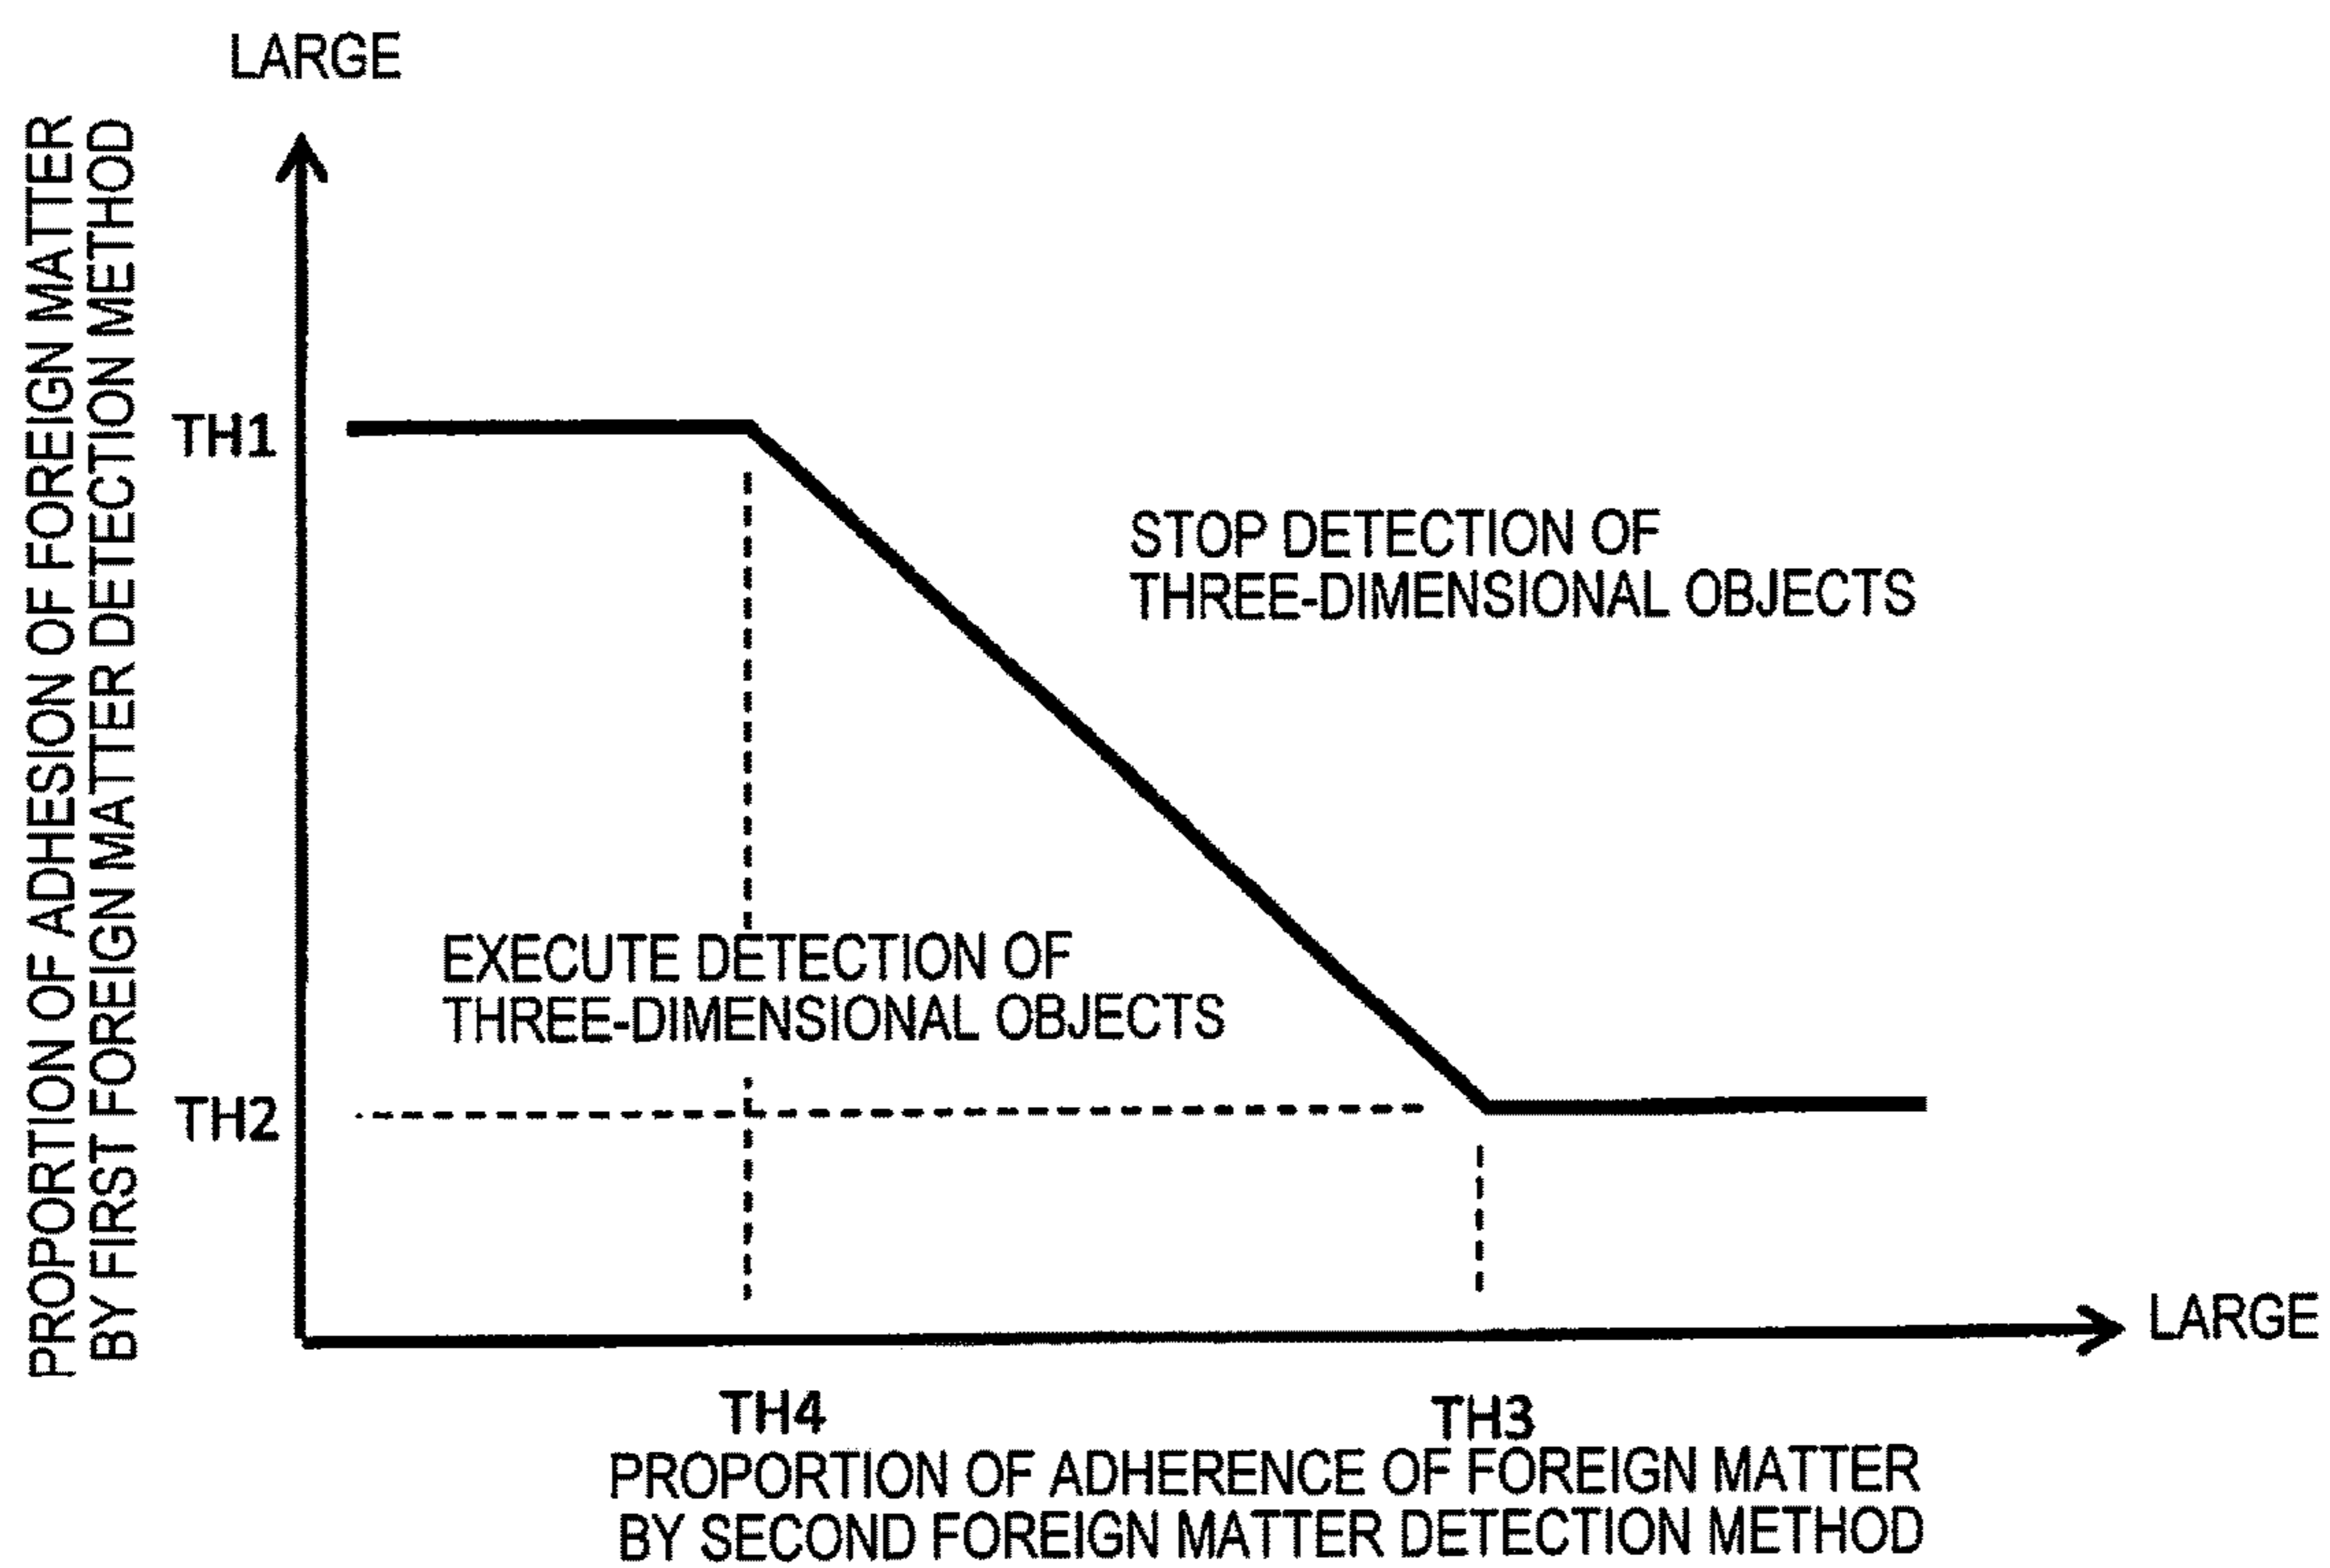 LARGE
PROPORTION OF ADHESION OF FOREIGN MATTER
BY FIRST FOREIGN MATTER DETECTION METHOD
TH1
STOP DETECTION OF
THREE-DIMENSIONAL OBJECTS
EXECUTE DETECTION OF
THREE-DIMENSIONAL OBJECTS
TH2
LARGE
TH4
TH3
PROPORTION OF ADHERENCE OF FOREIGN MATTER
BY SECOND FOREIGN MATTER DETECTION METHOD